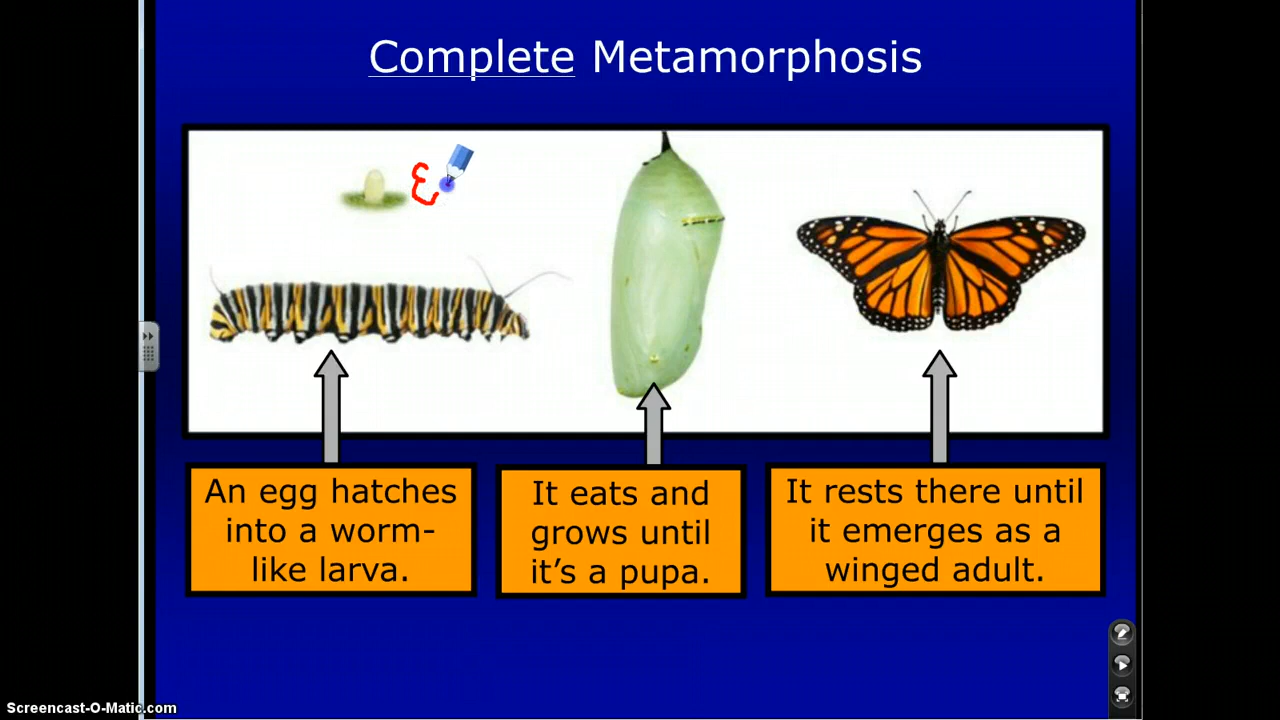 Complete Metamorphosis
E
An egg hatches
into a worm-
like larva.
It eats and
grows until
it’s a pupa.
It rests there until
it emerges as a
winged adult.
Screencast-O-Matic.com